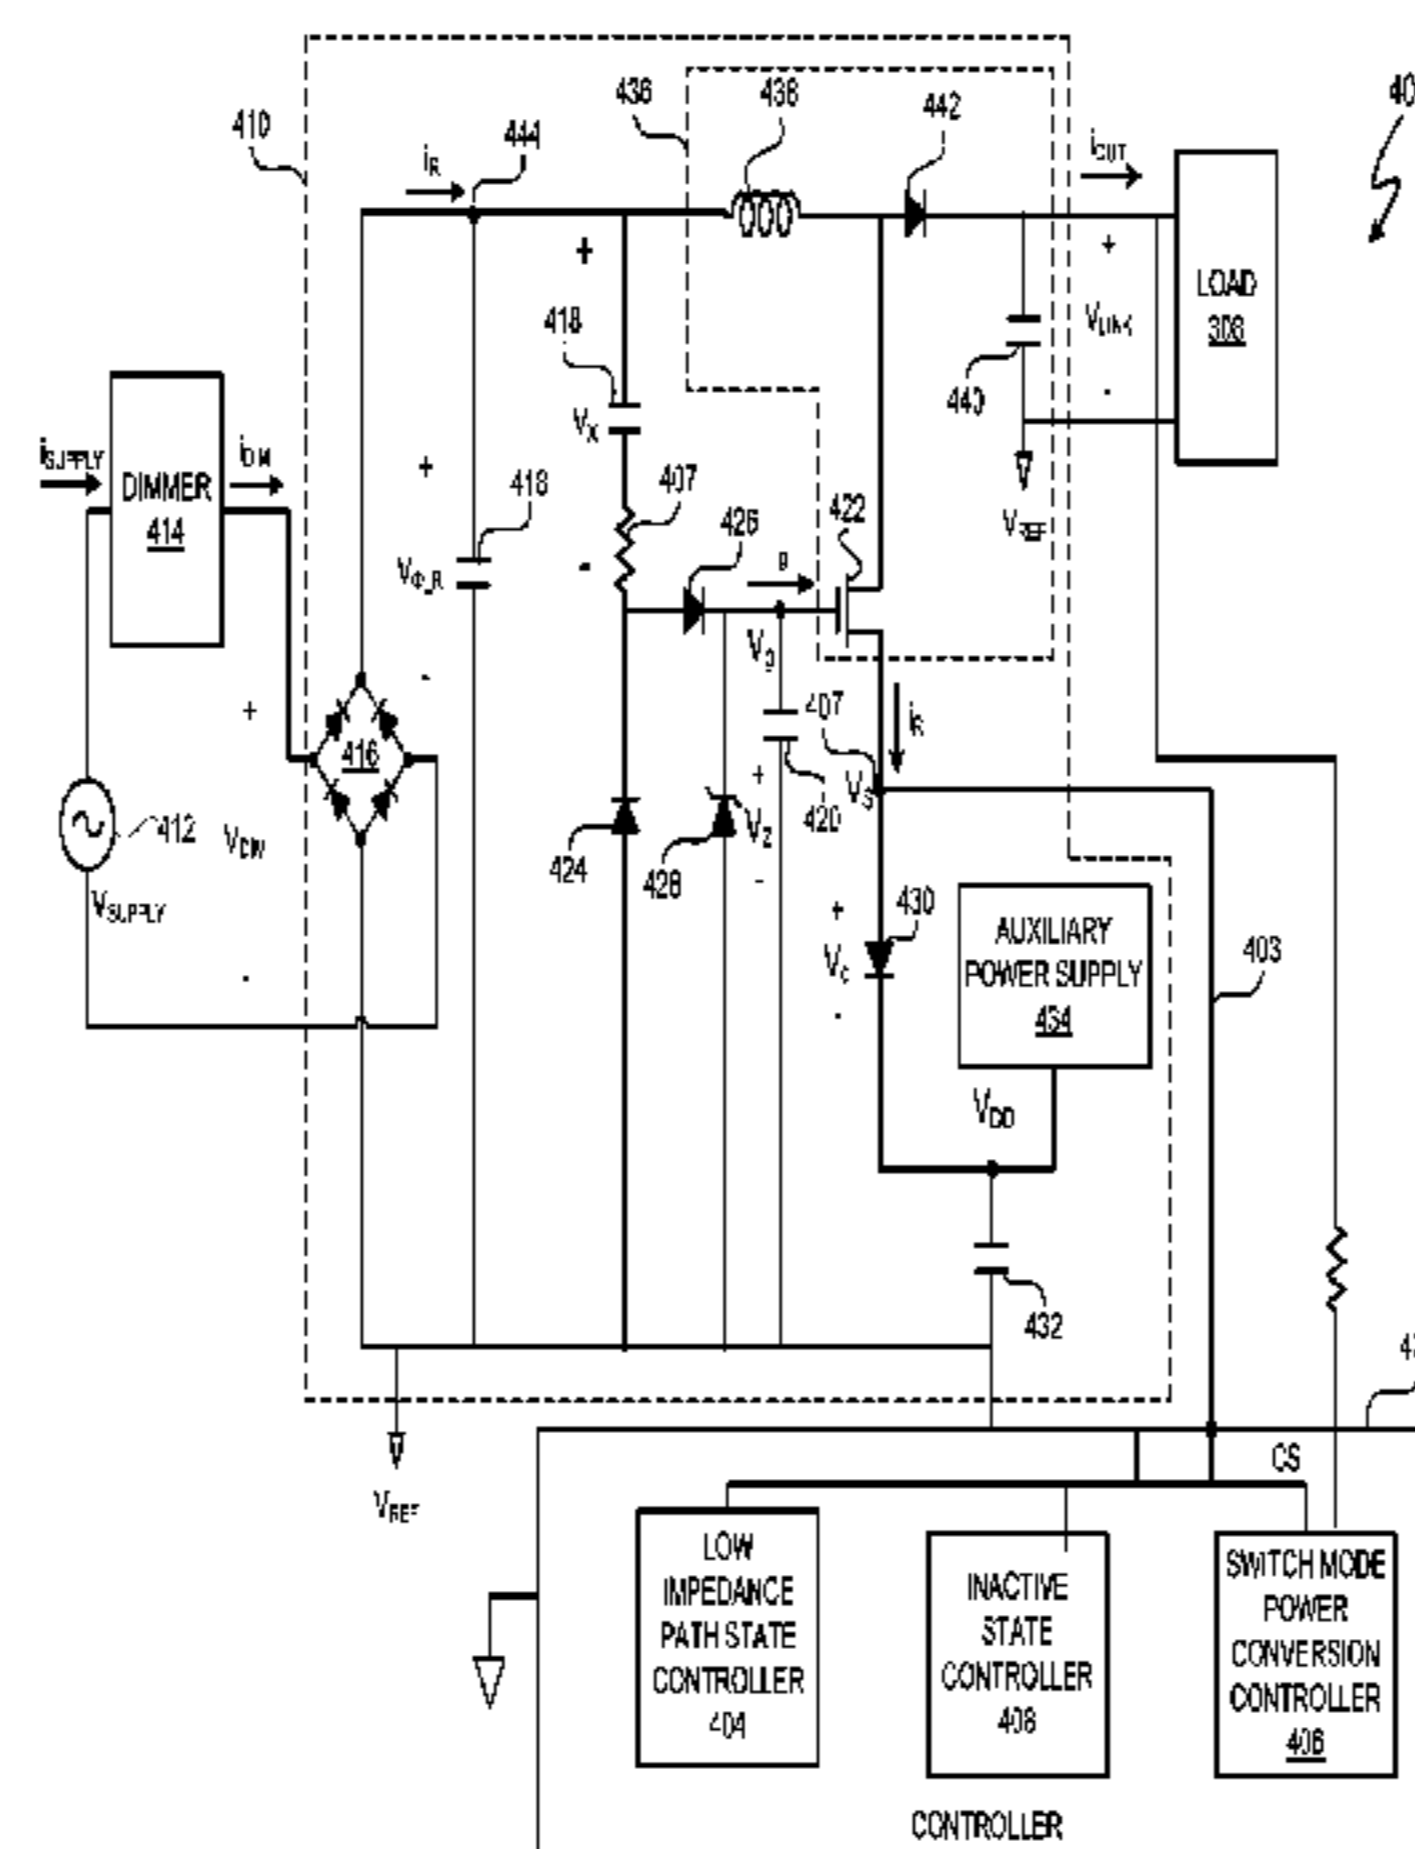 436
438
442
40
410
444
iR
iOUT
+
+
LOAD
308
418
VLINK
VX
440
-
iSUPPLY
iDIM
DIMMER
414
+
407
426
422
VREF
418
g
VΦ_R
-
Vg
-
+
407
iR
416
+
VS
412
VDIM
420
424
428
VZ
VSUPPLY
-
+
430
AUXILIARY
POWER SUPPLY
434
403
VC
-
-
VDD
432
CS
VREF
LOW
IMPEDANCE
PATH STATE
CONTROLLER
404
INACTIVE
STATE
CONTROLLER
408
SWITCH MODE
POWER
CONVERSION
CONTROLLER
406
CONTROLLER